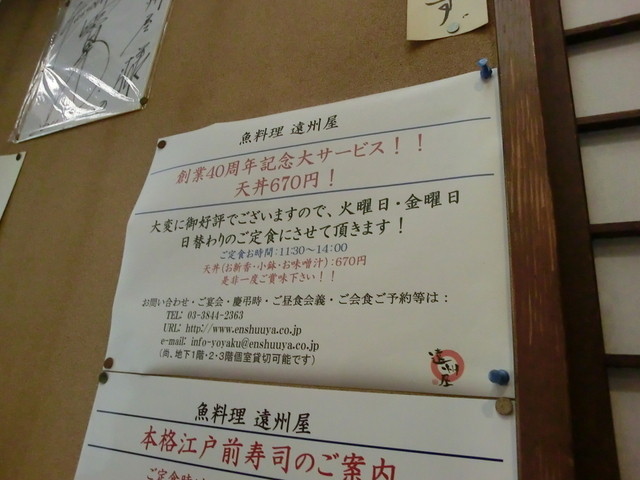 魚料理 遠州屋
創業40周年記念大サービス!!
天丼670円!
大変に御好評でございますので、火曜日・金曜日
日替わりのご定食にさせて頂きます!
ご定食お時間:11:30~14:00
天丼(お新香・小鉢・お味噌汁):670円
是非一度ご賞味下さい!!
お問い合わせ・ご宴会・慶弔時・ご昼食会議・ご会食ご予約等は:
TEL: 03-3844-2363
URL: http://www.enshuuya.co.jp
e-mail: info-yoyaku@enshuuya.co.jp
(尚、地下1階・2・3階個室貸切可能です)
遠州屋
魚料理 遠州屋
本格江戸前寿司のご案内